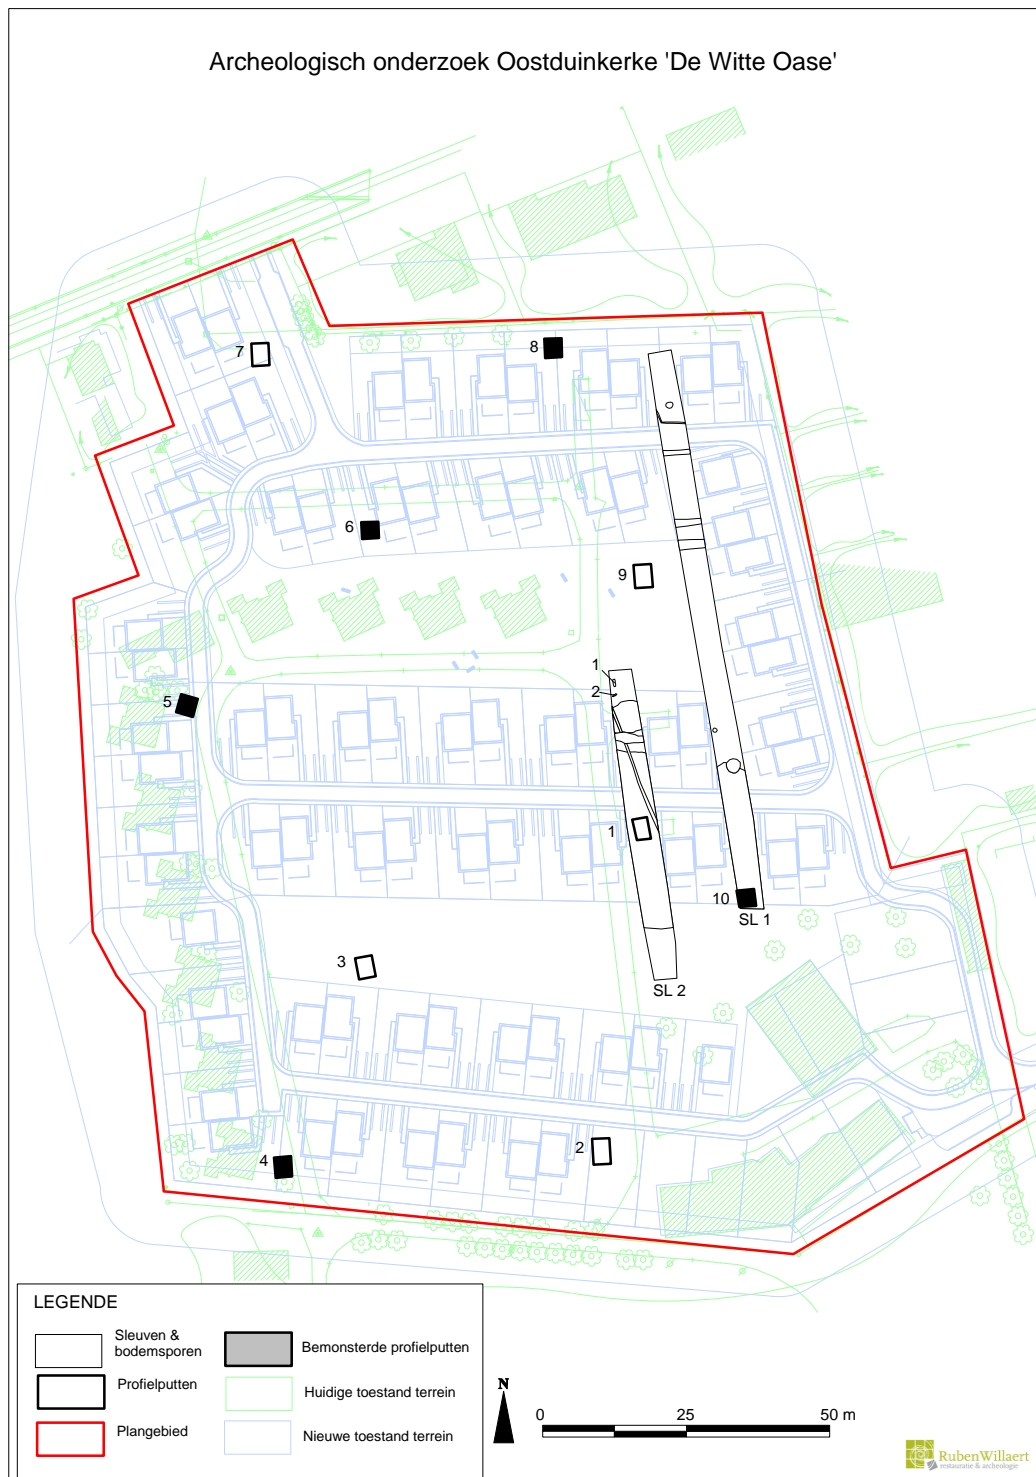 Archeologisch onderzoek Oostduinkerke 'De Witte Oase'
7
8
6
9
1
2
5
1
10
SL 1
3
SL 2
2
4
LEGENDE
Sleuven &
bodemsporen
Bemonsterde profielputten
Profielputten
Huidige toestand terrein
Plangebied
Nieuwe toestand terrein
N
0 25 50 m
RubenWillaert
restauratie & archeologie